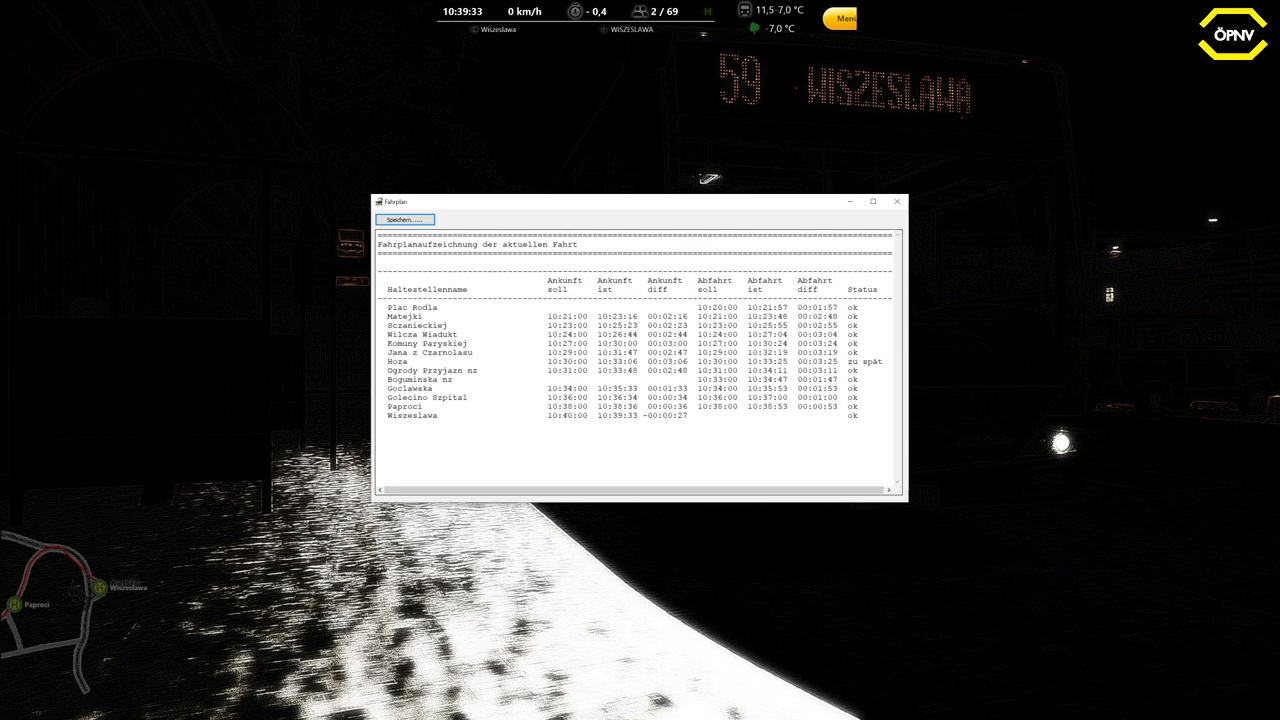 10:39:33 0 km/h - 0,4 2 / 69 H 11,5-7,0 °C Menü
Wiszeslawa WISZESLAWA -7,0 °C
ÖPNV
59 WISZESLAWA
Fahrplan
Speichern......
Fahrplanaufzeichnung der aktuellen Fahrt
Ankunft Ankunft Ankunft Abfahrt Abfahrt Abfahrt
Haltestellenname soll ist diff soll ist diff Status
Plac Rodla 10:20:00 10:21:57 00:01:57 ok
Matejki 10:21:00 10:23:16 00:02:16 10:21:00 10:23:48 00:02:48 ok
Sczanieckiej 10:23:00 10:25:23 00:02:23 10:23:00 10:25:55 00:02:55 ok
Wilcza Wiadukt 10:24:00 10:26:44 00:02:44 10:24:00 10:27:04 00:03:04 ok
Komuny Paryskiej 10:27:00 10:30:00 00:03:00 10:27:00 10:30:24 00:03:24 ok
Jana z Czarnolasu 10:29:00 10:31:47 00:02:47 10:29:00 10:32:19 00:03:19 ok
Hoza 10:30:00 10:33:06 00:03:06 10:30:00 10:33:25 00:03:25 zu spät
Ogrody Przyjazn nz 10:31:00 10:33:48 00:02:48 10:31:00 10:34:11 00:03:11 ok
Boguminska nz 10:33:00 10:34:47 00:01:47 ok
Goclawska 10:34:00 10:35:33 00:01:33 10:34:00 10:35:53 00:01:53 ok
Golecino Szpital 10:36:00 10:36:34 00:00:34 10:36:00 10:37:00 00:01:00 ok
Paproci 10:38:00 10:38:36 00:00:36 10:38:00 10:38:53 00:00:53 ok
Wiszeslawa 10:40:00 10:39:33 -00:00:27 ok
H Wiszeslawa
H Paproci